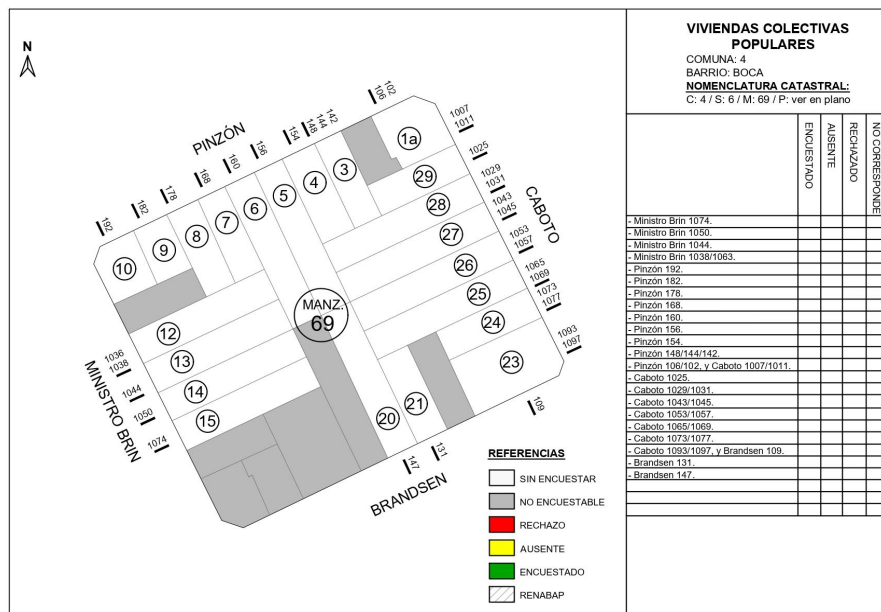 N
PINZÓN
192
182
178
168
160
156
154
148
144
142
106
102
1007
1011
1025
1029
1031
1043
1045
1053
1057
1065
1069
1073
1077
1093
1097
CABOTO
109
131
147
BRANDSEN
1036
1038
1044
1050
1074
MINISTRO BRIN
10
9
8
7
6
5
4
3
1a
29
28
27
26
25
24
23
21
20
12
13
14
15
MANZ.
69
REFERENCIAS
SIN ENCUESTAR
NO ENCUESTABLE
RECHAZO
AUSENTE
ENCUESTADO
RENABAP
VIVIENDAS COLECTIVAS
POPULARES
COMUNA: 4
BARRIO: BOCA
NOMENCLATURA CATASTRAL:
C: 4 / S: 6 / M: 69 / P: ver en plano
ENCUESTADO
AUSENTE
RECHAZADO
NO CORRESPONDE
- Ministro Brin 1074.
- Ministro Brin 1050.
- Ministro Brin 1044.
- Ministro Brin 1038/1063.
- Pinzón 192.
- Pinzón 182.
- Pinzón 178.
- Pinzón 168.
- Pinzón 160.
- Pinzón 156.
- Pinzón 154.
- Pinzón 148/144/142.
- Pinzón 106/102, y Caboto 1007/1011.
- Caboto 1025.
- Caboto 1029/1031.
- Caboto 1043/1045.
- Caboto 1053/1057.
- Caboto 1065/1069.
- Caboto 1073/1077.
- Caboto 1093/1097, y Brandsen 109.
- Brandsen 131.
- Brandsen 147.